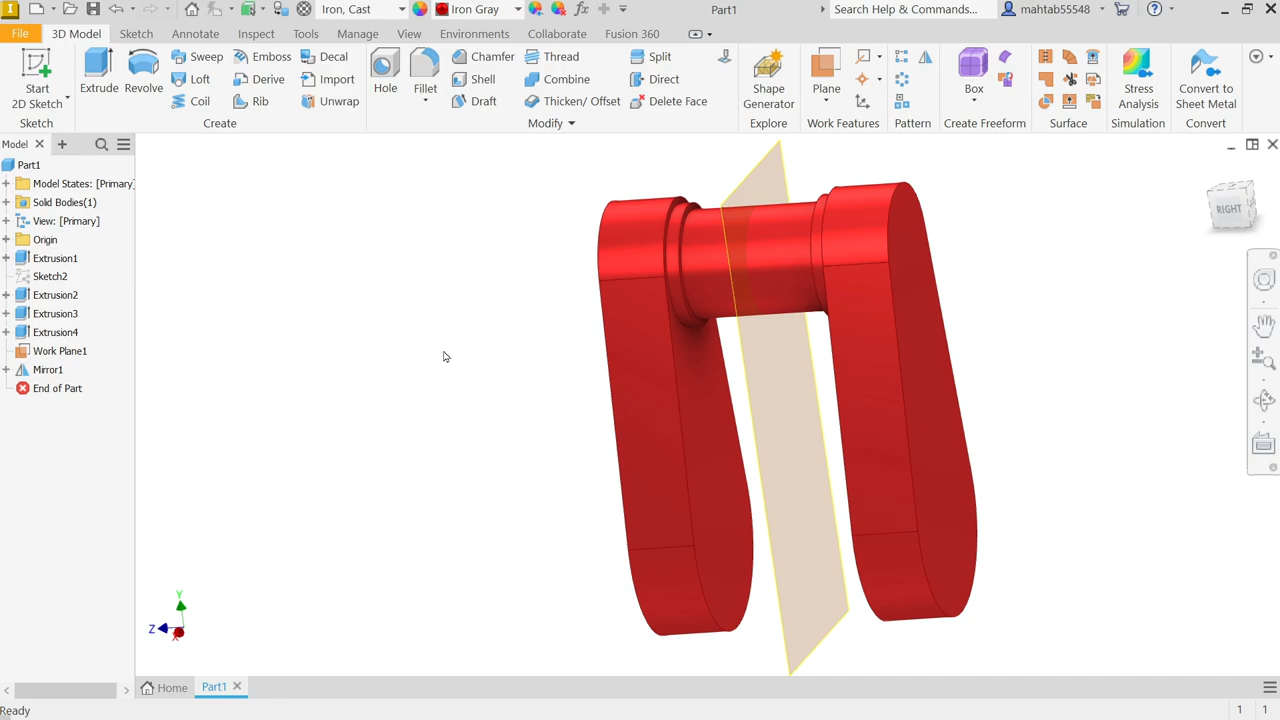 Iron, Cast
Iron Gray
Part1
Search Help & Commands...
mahtab55548
File
3D Model
Sketch
Annotate
Inspect
Tools
Manage
View
Environments
Collaborate
Fusion 360
Start
2D Sketch
Extrude
Revolve
Sweep
Loft
Coil
Emboss
Derive
Rib
Decal
Import
Unwrap
Hole
Fillet
Chamfer
Shell
Draft
Thread
Combine
Thicken/ Offset
Split
Direct
Delete Face
Shape
Generator
Plane
Box
Stress
Analysis
Convert to
Sheet Metal
Sketch
Create
Modify
Explore
Work Features
Pattern
Create Freeform
Surface
Simulation
Convert
Model
Part1
Model States: [Primary]
Solid Bodies(1)
View: [Primary]
Origin
Extrusion1
Sketch2
Extrusion2
Extrusion3
Extrusion4
Work Plane1
Mirror1
End of Part
RIGHT
Y
Z
X
Home
Part1
Ready
1
1